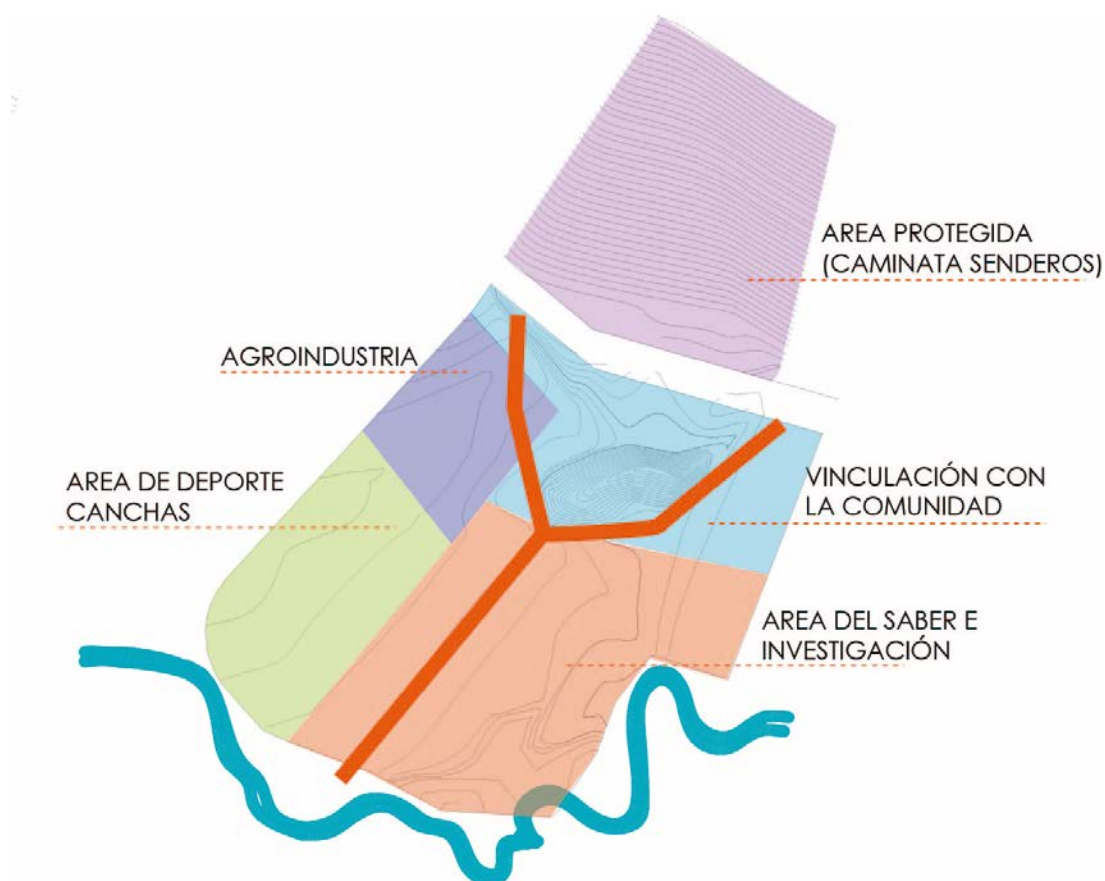 AREA PROTEGIDA
(CAMINATA SENDEROS)
AGROINDUSTRIA
AREA DE DEPORTE
CANCHAS
VINCULACIÓN CON
LA COMUNIDAD
AREA DEL SABER E
INVESTIGACIÓN